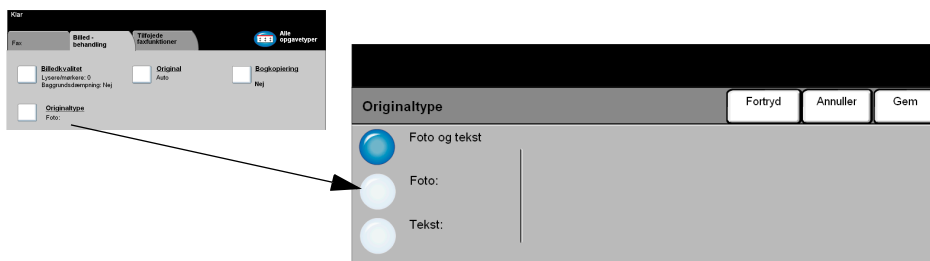 Klar
Fax
Billed -
behandling
Tilføjede
faxfunktioner
Alle
opgavetyper
Billedkvalitet
Lysere/mørkere: 0
Baggrundsdæmpning: Nej
Original
Auto
Bogkopiering
Nej
Originaltype
Foto:
Originaltype
Fortryd
Annuller
Gem
Foto og tekst
Foto:
Tekst: